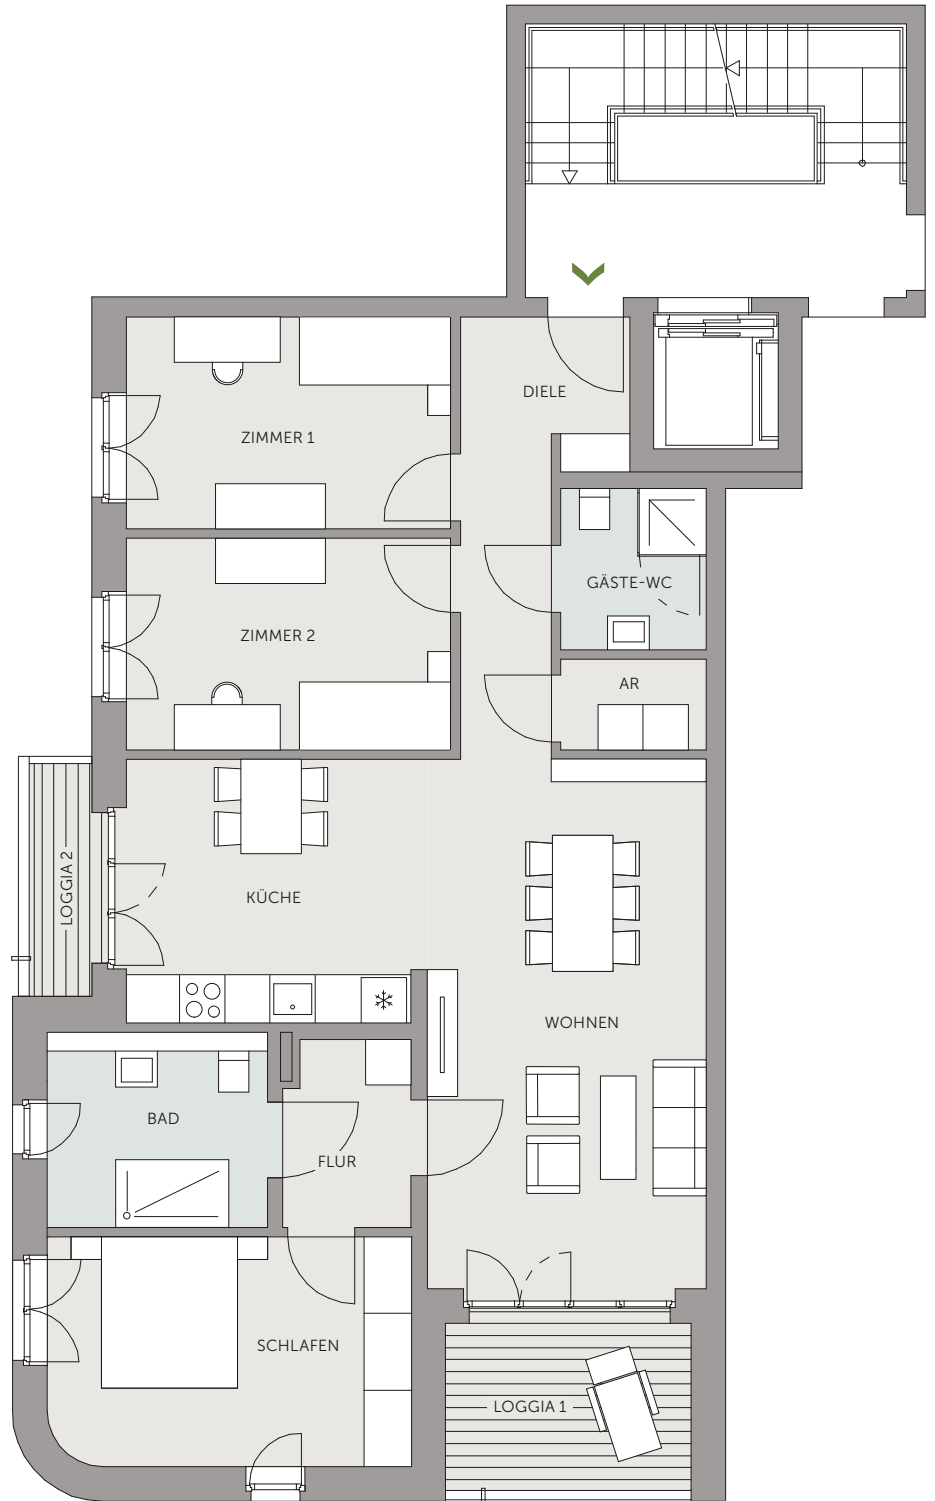 DIELE
ZIMMER 1
GÄSTE-WC
ZIMMER 2
AR
LOGGIA 2
KÜCHE
WOHNEN
BAD
FLUR
SCHLAFEN
LOGGIA 1